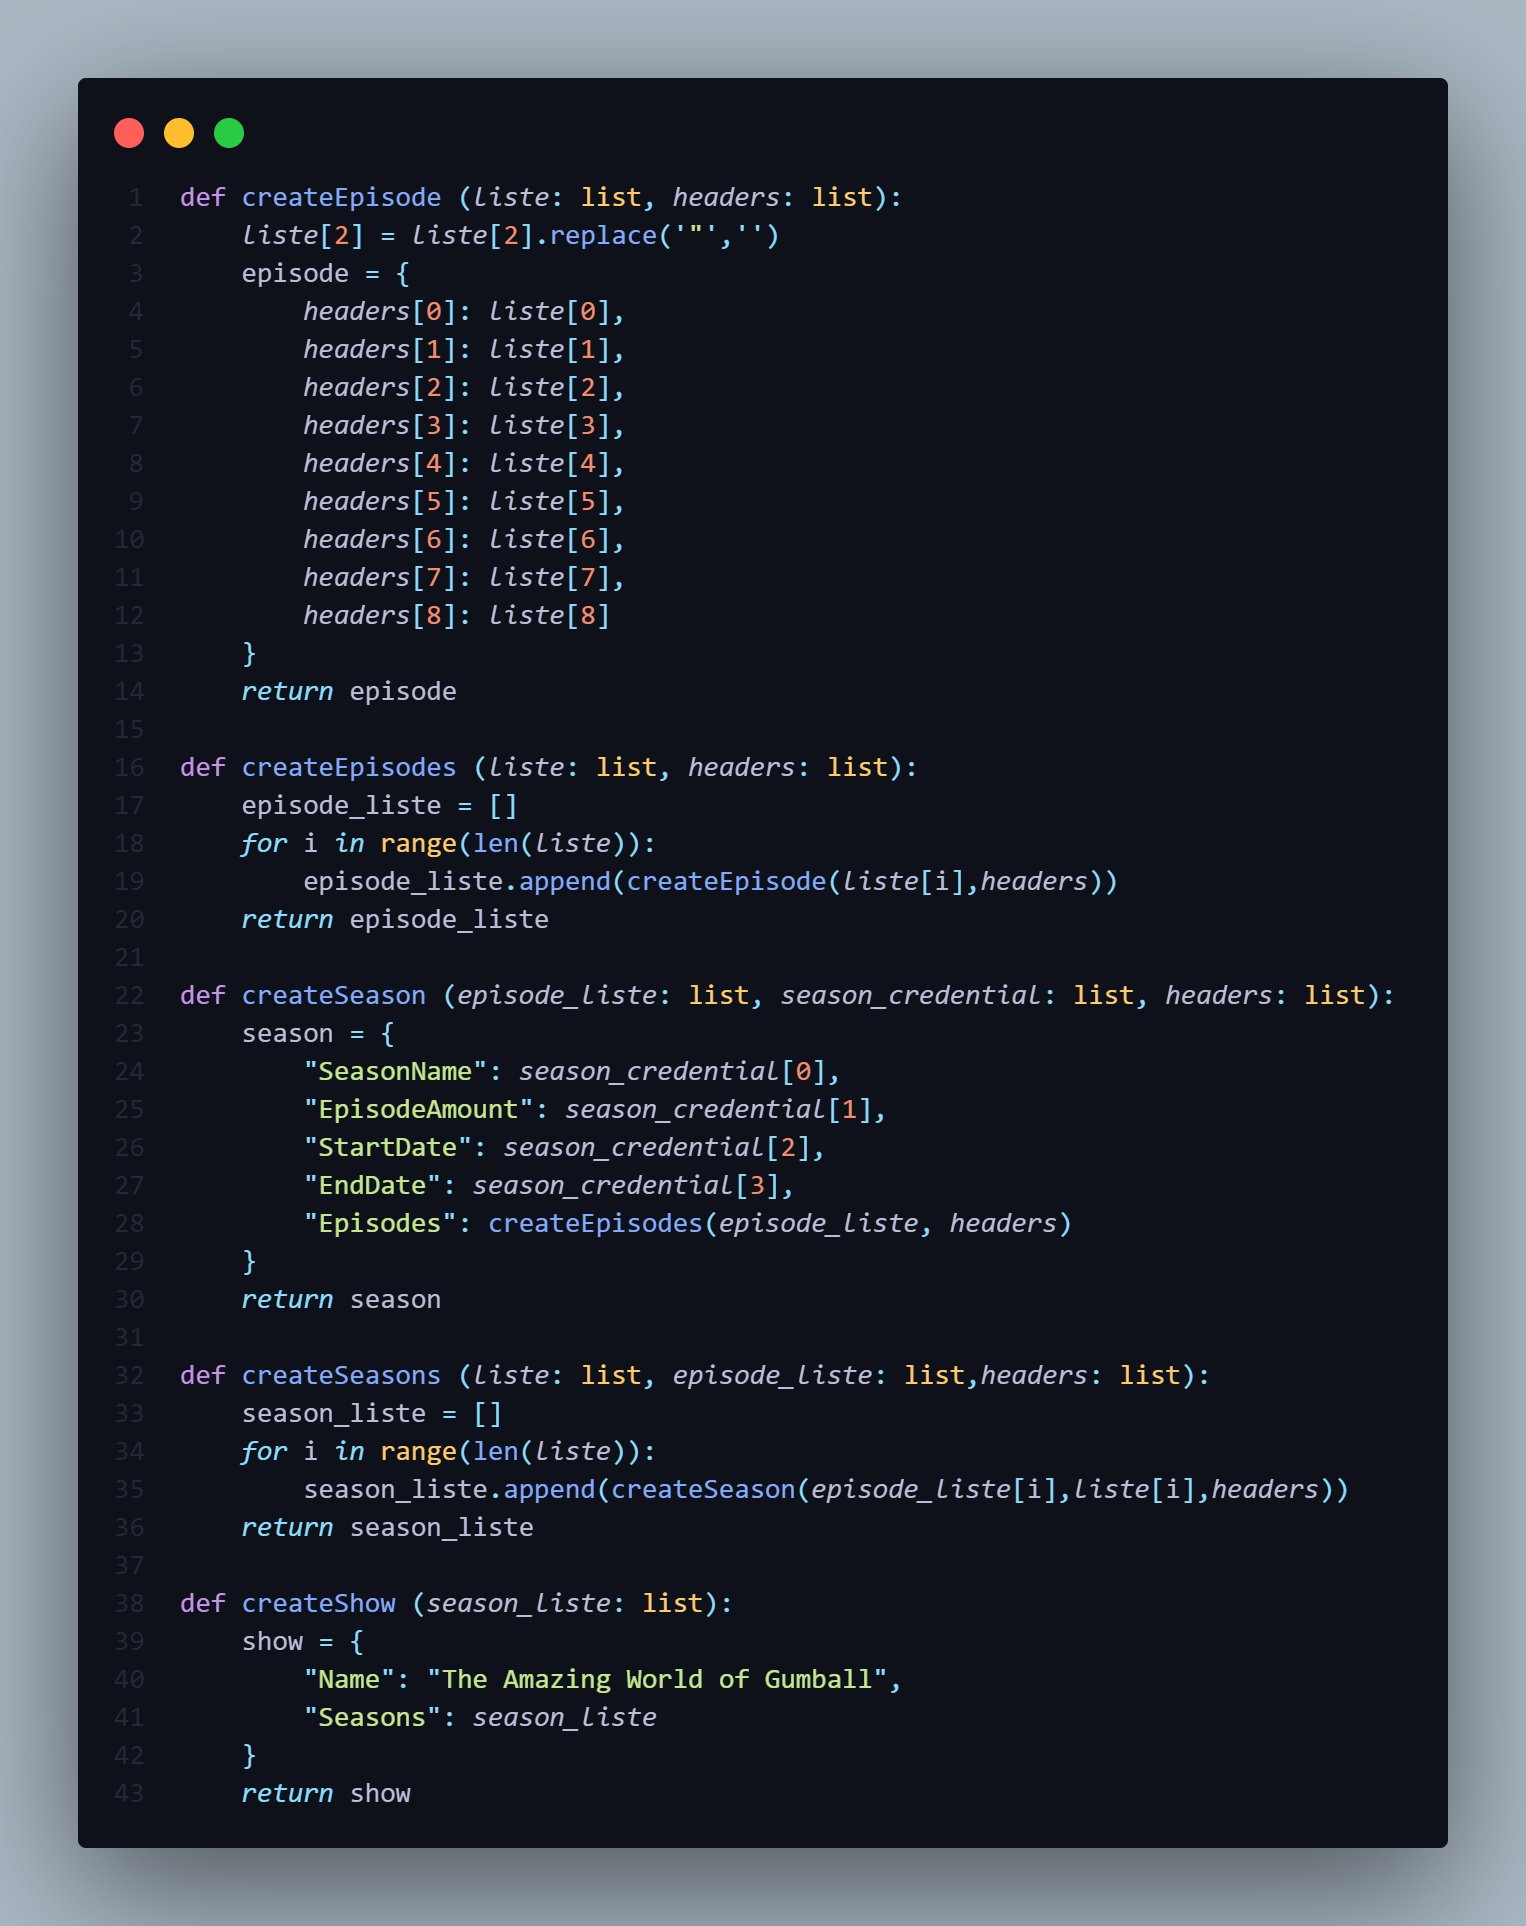 1 def createEpisode (liste: list, headers: list):
2     liste[2] = liste[2].replace('"','')
3     episode = {
4         headers[0]: liste[0],
5         headers[1]: liste[1],
6         headers[2]: liste[2],
7         headers[3]: liste[3],
8         headers[4]: liste[4],
9         headers[5]: liste[5],
10         headers[6]: liste[6],
11         headers[7]: liste[7],
12         headers[8]: liste[8]
13     }
14     return episode
15
16 def createEpisodes (liste: list, headers: list):
17     episode_liste = []
18     for i in range(len(liste)):
19         episode_liste.append(createEpisode(liste[i],headers))
20     return episode_liste
21
22 def createSeason (episode_liste: list, season_credential: list, headers: list):
23     season = {
24         "SeasonName": season_credential[0],
25         "EpisodeAmount": season_credential[1],
26         "StartDate": season_credential[2],
27         "EndDate": season_credential[3],
28         "Episodes": createEpisodes(episode_liste, headers)
29     }
30     return season
31
32 def createSeasons (liste: list, episode_liste: list,headers: list):
33     season_liste = []
34     for i in range(len(liste)):
35         season_liste.append(createSeason(episode_liste[i],liste[i],headers))
36     return season_liste
37
38 def createShow (season_liste: list):
39     show = {
40         "Name": "The Amazing World of Gumball",
41         "Seasons": season_liste
42     }
43     return show